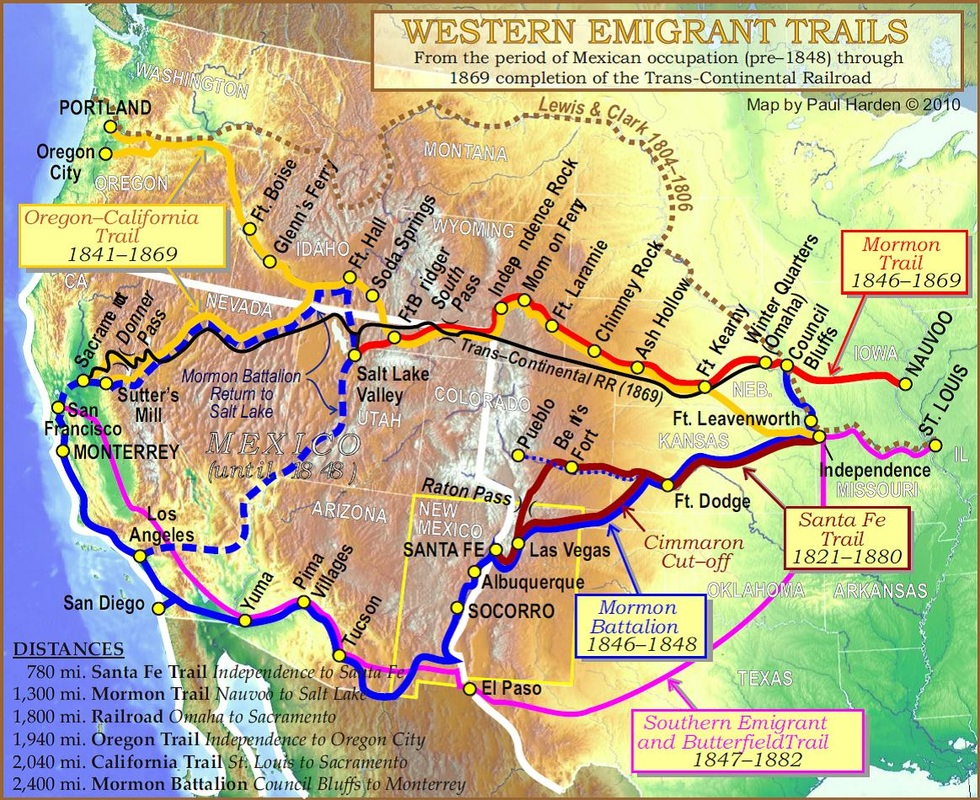 WESTERN EMIGRANT TRAILS
From the period of Mexican occupation (pre–1848) through
1869 completion of the Trans-Continental Railroad
Map by Paul Harden © 2010
Lewis & Clark 1804–1806
WASHINGTON
PORTLAND
Oregon
City
OREGON
MONTANA
Oregon–California
Trail
1841–1869
Ft. Boise
Glenn's Ferry
IDAHO
Ft. Hall
Soda Springs
WYOMING
Ft B ridger
South
Pass
Indep ndence Rock
Mom on Fery
Ft. Laramie
Chimney Rock
Ash Hollow
Ft Kearny
Winter Quarters
Omaha)
Council
Bluffs
Mormon
Trail
1846–1869
IOWA
NAUVOO
ST. LOUIS
IL
CA
NEVADA
Donner
Pass
Sutter's
Mill
San
Francisco
MONTERREY
Mormon Battalion
Return to
Salt Lake
Salt Lake
Valley
UTAH
Trans–Continental RR (1869)
COLORADO
NEB.
KANSAS
Ft. Leavenworth
Independence
MISSOURI
MEXICO
(until 1848)
Pueblo
Fort
Raton Pass
Ft. Dodge
Santa Fe
Trail
1821–1880
Cimmaron
Cut–off
ARIZONA
NEW
MEXICO
SANTA FE
Las Vegas
Albuquerque
SOCORRO
El Paso
Los
Angeles
San Diego
Yuma
Pima
Villages
Tucson
Mormon
Battalion
1846–1848
OKLAHOMA
ARKANSAS
TEXAS
Southern Emigrant
and ButterfieldTrail
1847–1882
DISTANCES
780 mi. Santa Fe Trail Independence to Santa Fe
1,300 mi. Mormon Trail Nauvoo to Salt Lake
1,800 mi. Railroad Omaha to Sacramento
1,940 mi. Oregon Trail Independence to Oregon City
2,040 mi. California Trail St. Louis to Sacramento
2,400 mi. Mormon Battalion Council Bluffs to Monterrey